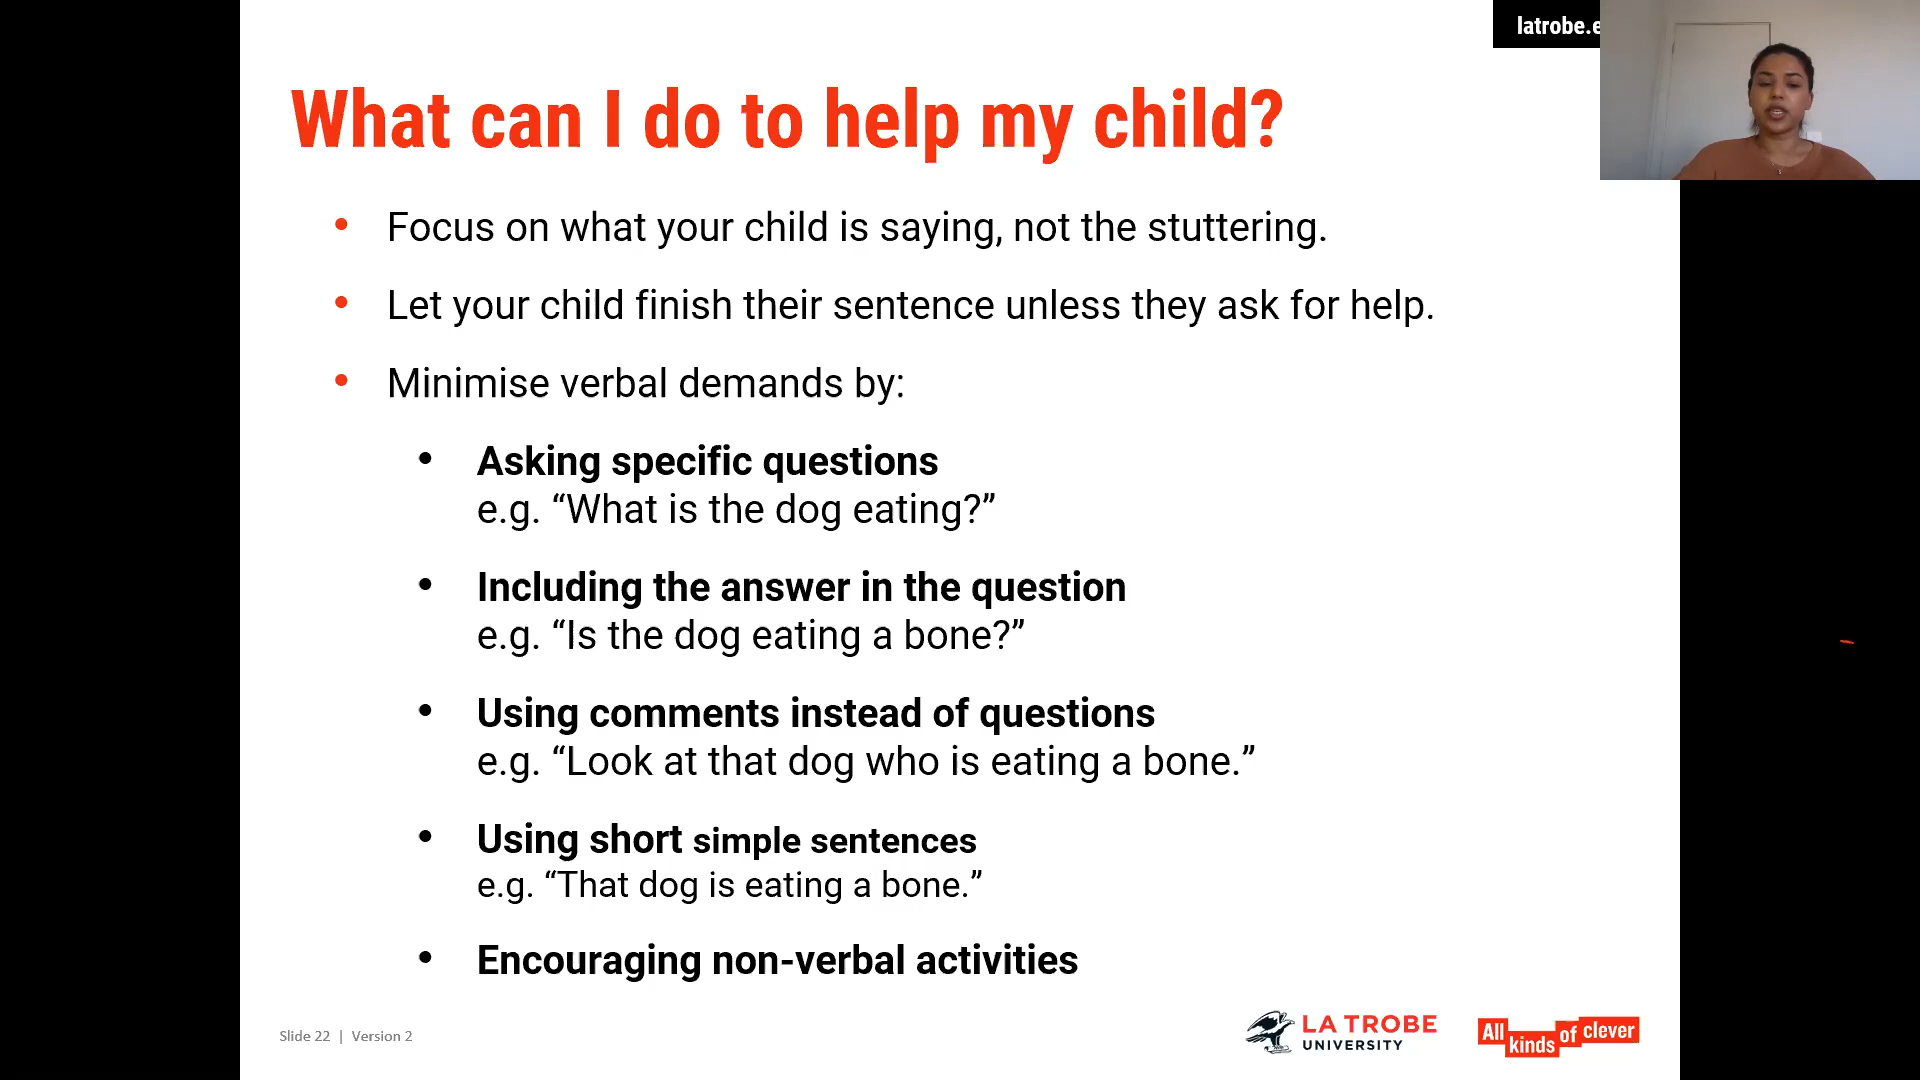 latrobe.e
What can I do to help my child?
• Focus on what your child is saying, not the stuttering.
• Let your child finish their sentence unless they ask for help.
• Minimise verbal demands by:
• Asking specific questions
e.g. “What is the dog eating?”
• Including the answer in the question
e.g. “Is the dog eating a bone?”
• Using comments instead of questions
e.g. “Look at that dog who is eating a bone.”
• Using short simple sentences
e.g. “That dog is eating a bone.”
• Encouraging non-verbal activities
Slide 22 | Version 2
LA TROBE
UNIVERSITY
All kinds of clever